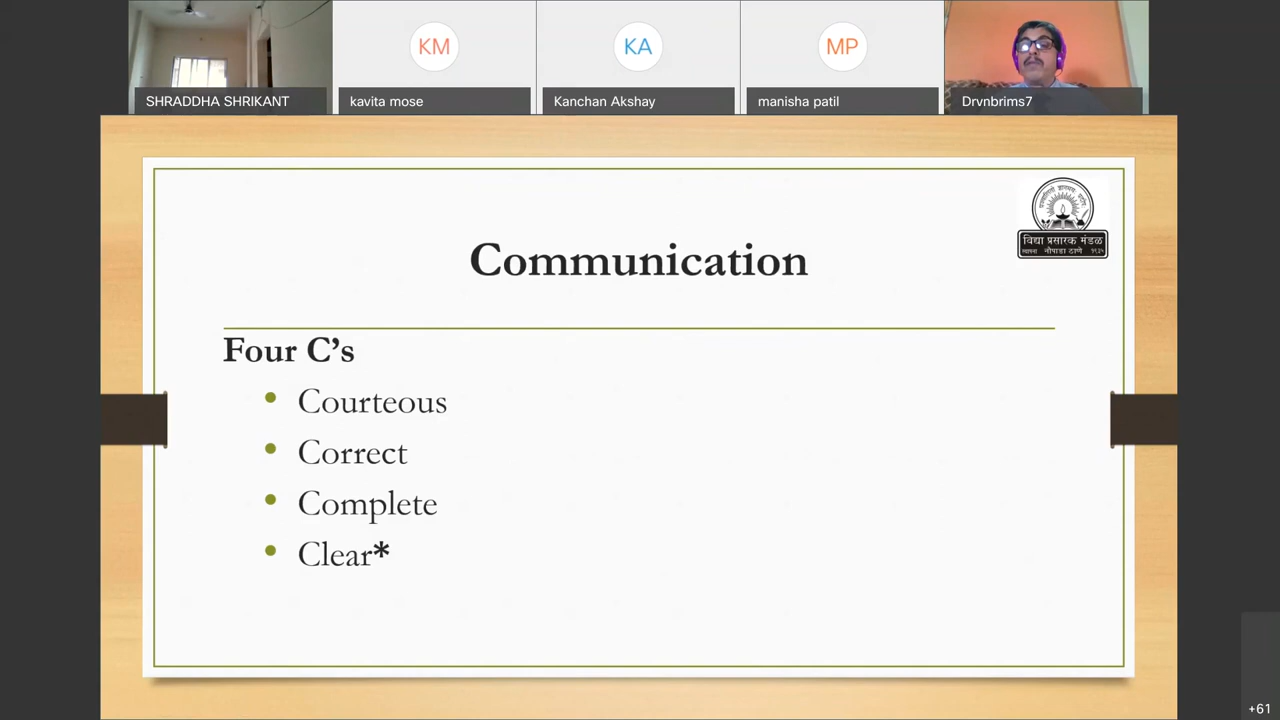 KM
KA
MP
SHRADDHA SHRIKANT
kavita mose
Kanchan Akshay
manisha patil
Drvnbrims7
विद्या प्रसारक मंडळ
नौपाडा ठाणे
Communication
Four C’s
Courteous
Correct
Complete
Clear*
+61